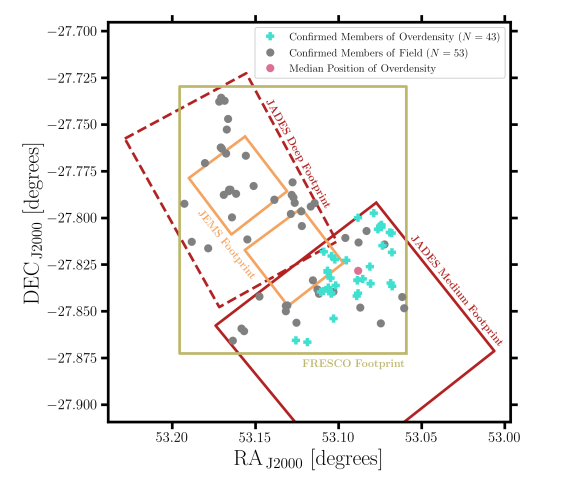 Confirmed Members of Overdensity (N = 43)
Confirmed Members of Field (N = 53)
Median Position of Overdensity
−27.700
−27.725
−27.750
−27.775
−27.800
−27.825
−27.850
−27.875
−27.900
DEC J2000 [degrees]
JADES Deep Footprint
JEMS Footprint
JADES Medium Footprint
FRESCO Footprint
53.20
53.15
53.10
53.05
53.00
RA J2000 [degrees]